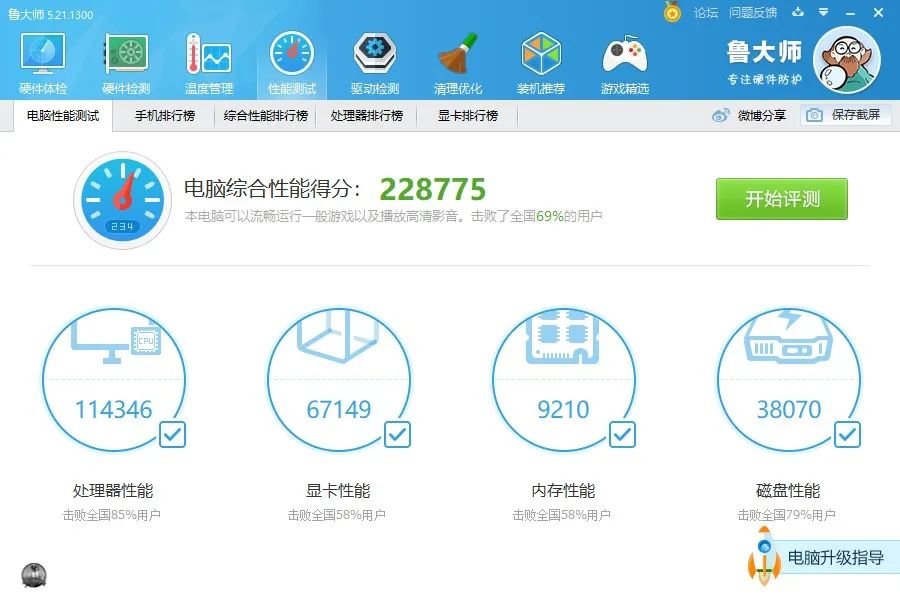 鲁大师 5.21.1300
论坛 问题反馈
硬件体检 硬件检测 温度管理 性能测试 驱动检测 清理优化 装机推荐 游戏精选
鲁大师
专注硬件防护
电脑性能测试 手机排行榜 综合性能排行榜 处理器排行榜 显卡排行榜 微博分享 保存截屏
电脑综合性能得分: 228775
本电脑可以流畅运行一般游戏以及播放高清影音。击败了全国69%的用户
开始评测
234
CPU
114346 67149 9210 38070
处理器性能 显卡性能 内存性能 磁盘性能
击败全国85%用户 击败全国58%用户 击败全国58%用户 击败全国79%用户
电脑升级指导